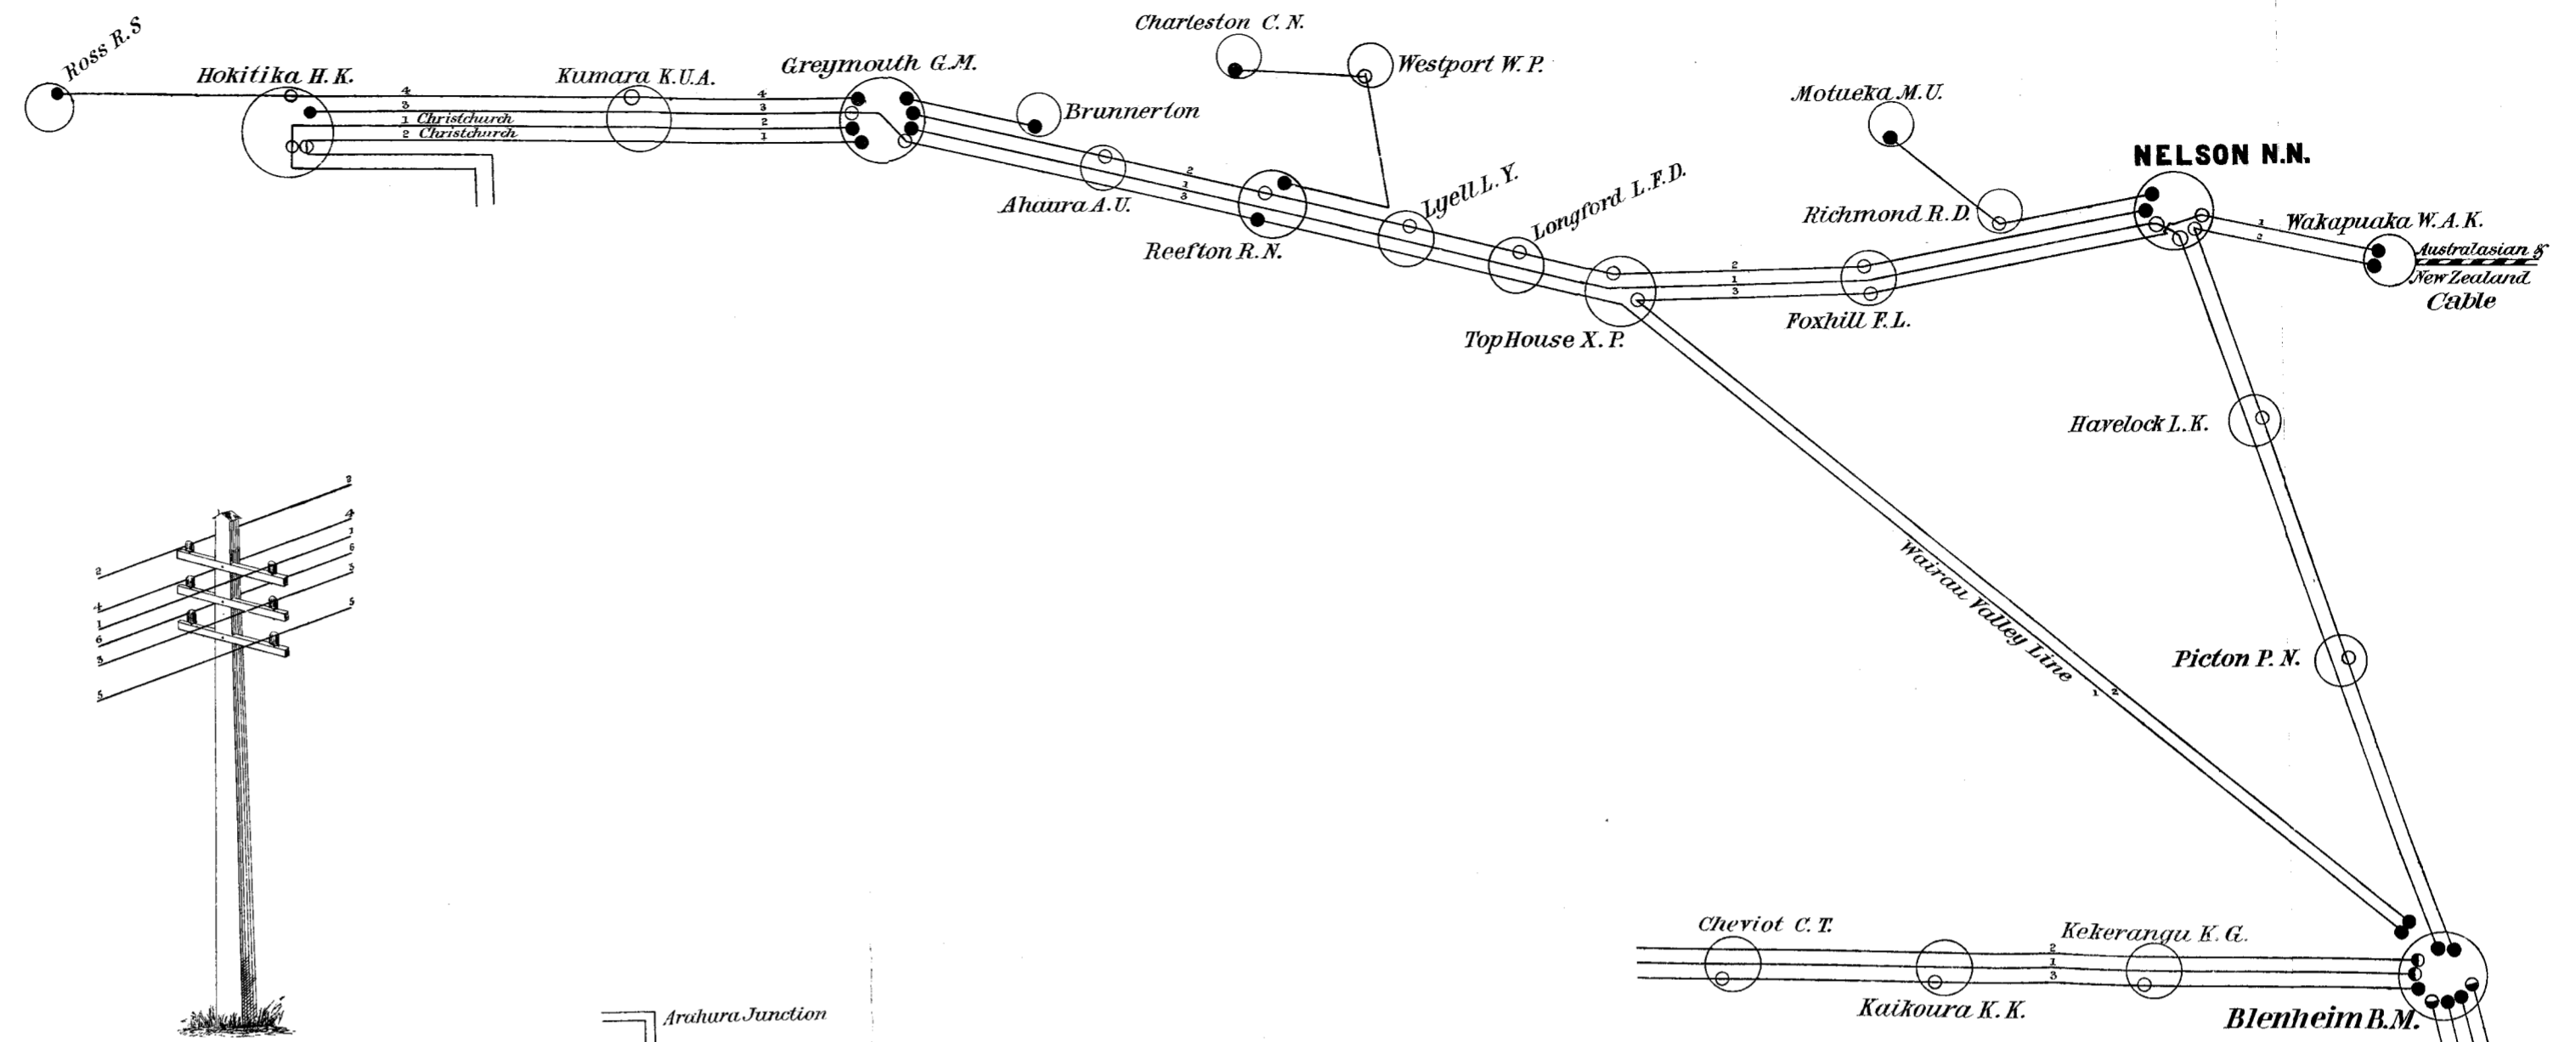 Ross R.S
Hokitika H.K.
Kumara K.U.A.
Greymouth G.M.
Charleston C.N.
Westport W.P.
Brunnerton
4
3
1 Christchurch
2 Christchurch
4
3
2
1
Ahaura A.U.
2
1
3
Reefton R.N.
Lyell L.Y.
Longford L.F.D.
Top House X.P.
Motueka M.U.
Richmond R.D.
NELSON N.N.
2
1
3
Foxhill F.L.
1
2
Wakapuaka W.A.K.
Australasian &
New Zealand
Cable
Havelock L.K.
Picton P.N.
Wairau Valley Line
1 2
2
4
1
6
3
5
2
4
1
6
3
5
Cheviot C.T.
Kaikoura K.K.
Kekerangu K.G.
2
1
3
Blenheim B.M.
Arahura Junction